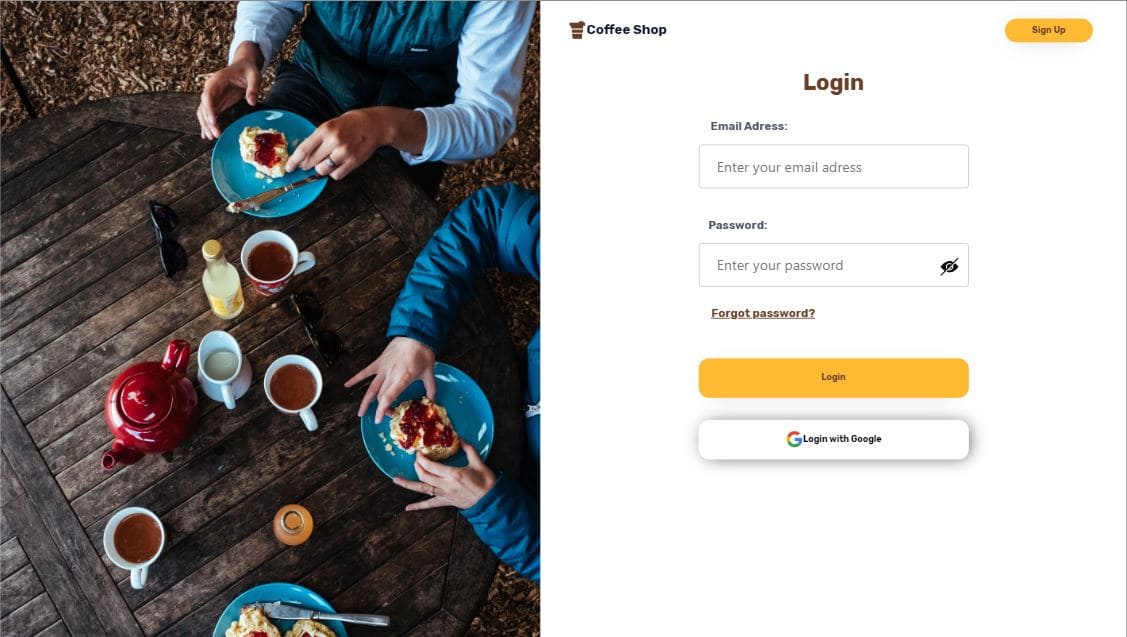 Coffee Shop
Sign Up
Login
Email Adress:
Enter your email adress
Password:
Enter your password
Forgot password?
Login
Login with Google